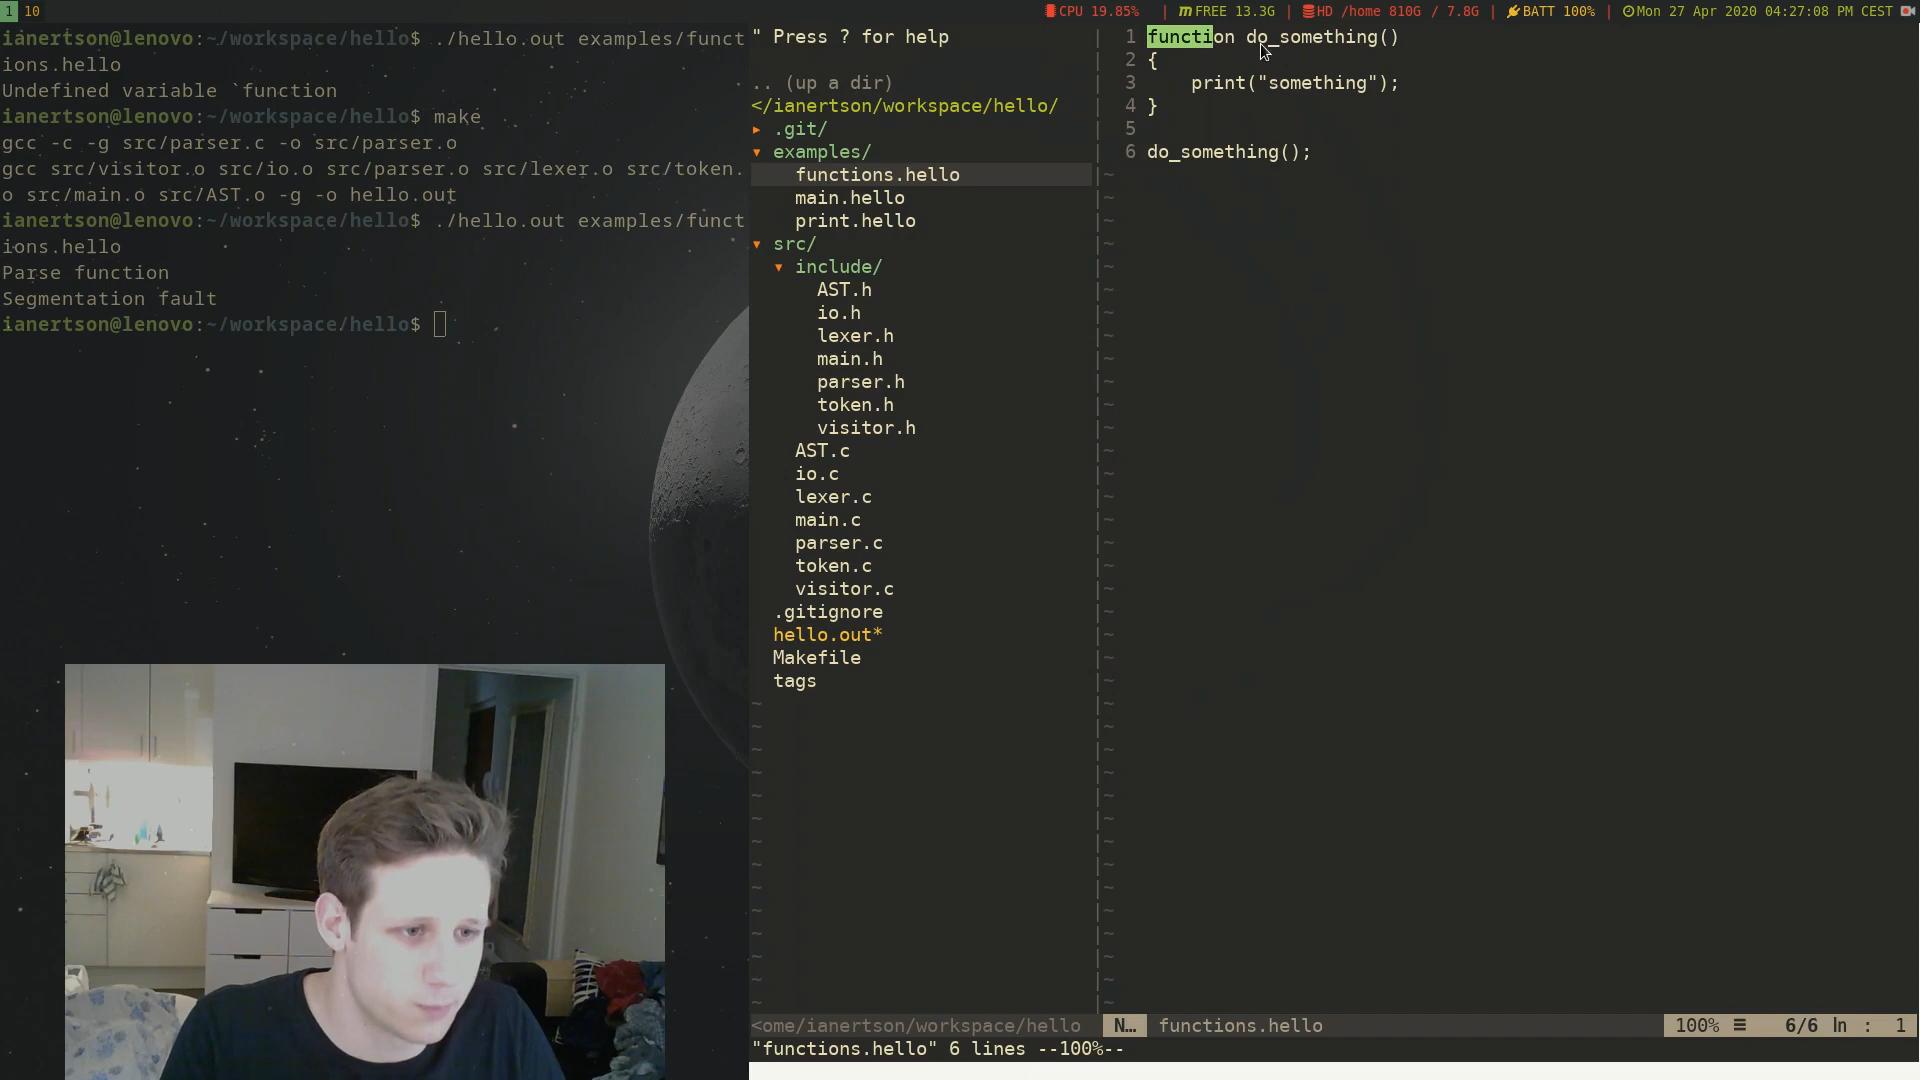 1 10
CPU 19.85% | FREE 13.3G | HD /home 810G / 7.8G | BATT 100% | Mon 27 Apr 2020 04:27:08 PM CEST
ianertson@lenovo:~/workspace/hello$ ./hello.out examples/funct
ions.hello
Undefined variable `function
ianertson@lenovo:~/workspace/hello$ make
gcc -c -g src/parser.c -o src/parser.o
gcc src/visitor.o src/io.o src/parser.o src/lexer.o src/token.
o src/main.o src/AST.o -g -o hello.out
ianertson@lenovo:~/workspace/hello$ ./hello.out examples/funct
ions.hello
Parse function
Segmentation fault
ianertson@lenovo:~/workspace/hello$
" Press ? for help
.. (up a dir)
</ianertson/workspace/hello/
▸ .git/
▾ examples/
functions.hello
main.hello
print.hello
▾ src/
▾ include/
AST.h
io.h
lexer.h
main.h
parser.h
token.h
visitor.h
AST.c
io.c
lexer.c
main.c
parser.c
token.c
visitor.c
.gitignore
hello.out*
Makefile
tags
1 function do_something()
2 {
3     print("something");
4 }
5
6 do_something();
<ome/ianertson/workspace/hello
N… functions.hello 100% ☰ 6/6 ln : 1
"functions.hello" 6 lines --100%--